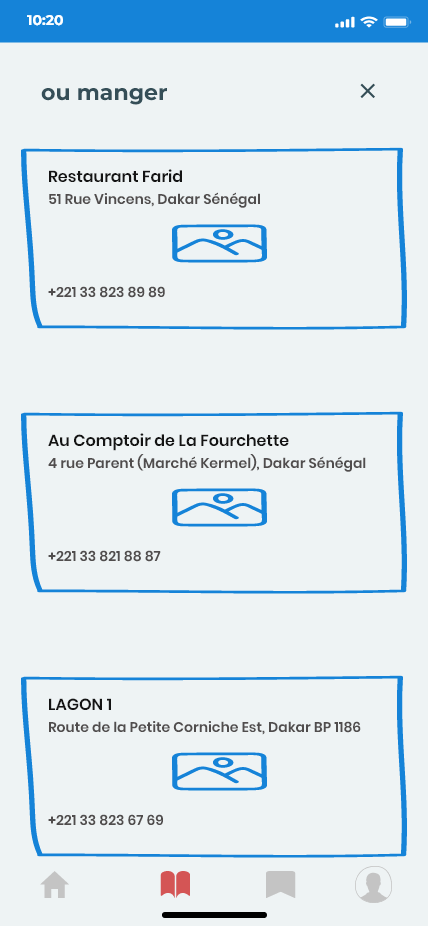 10:20
ou manger
Restaurant Farid
51 Rue Vincens, Dakar Sénégal
+221 33 823 89 89
Au Comptoir de La Fourchette
4 rue Parent (Marché Kermel), Dakar Sénégal
+221 33 821 88 87
LAGON 1
Route de la Petite Corniche Est, Dakar BP 1186
+221 33 823 67 69